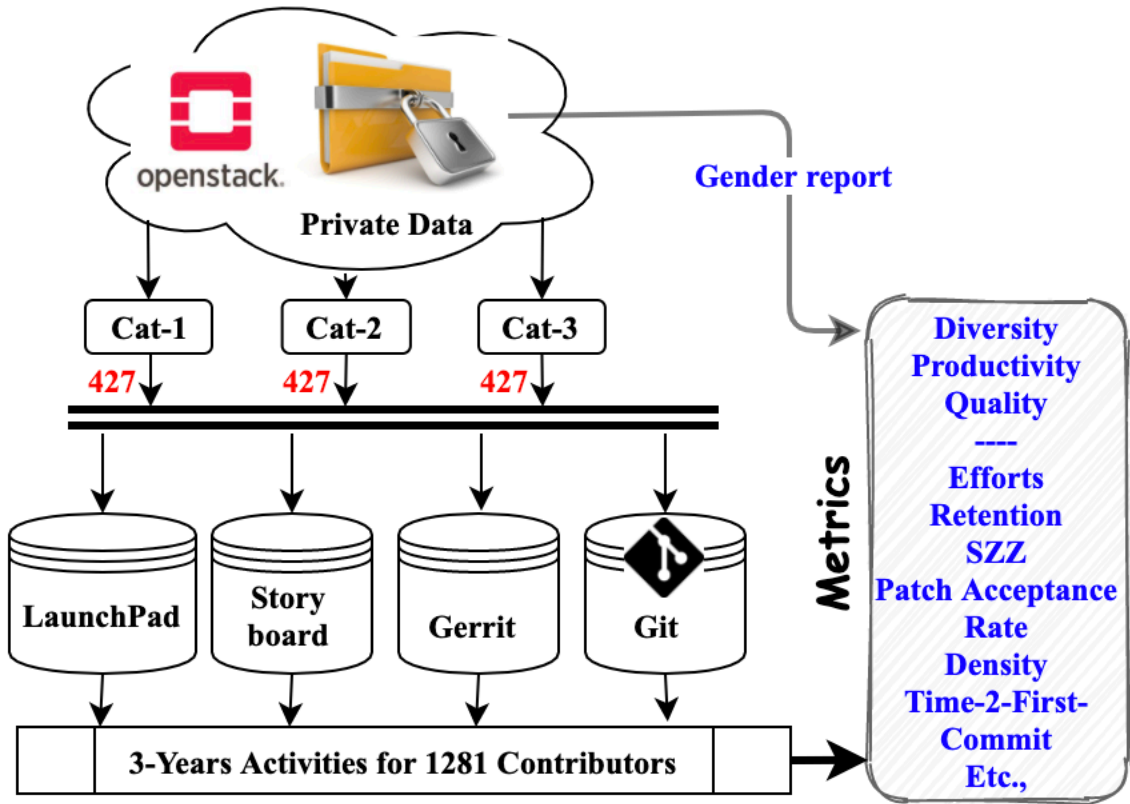 openstack.
Private Data
Gender report
Cat-1
Cat-2
Cat-3
427
427
427
LaunchPad
Story
board
Gerrit
Git
3-Years Activities for 1281 Contributors
Metrics
Diversity
Productivity
Quality
----
Efforts
Retention
SZZ
Patch Acceptance
Rate
Density
Time-2-First-
Commit
Etc.,